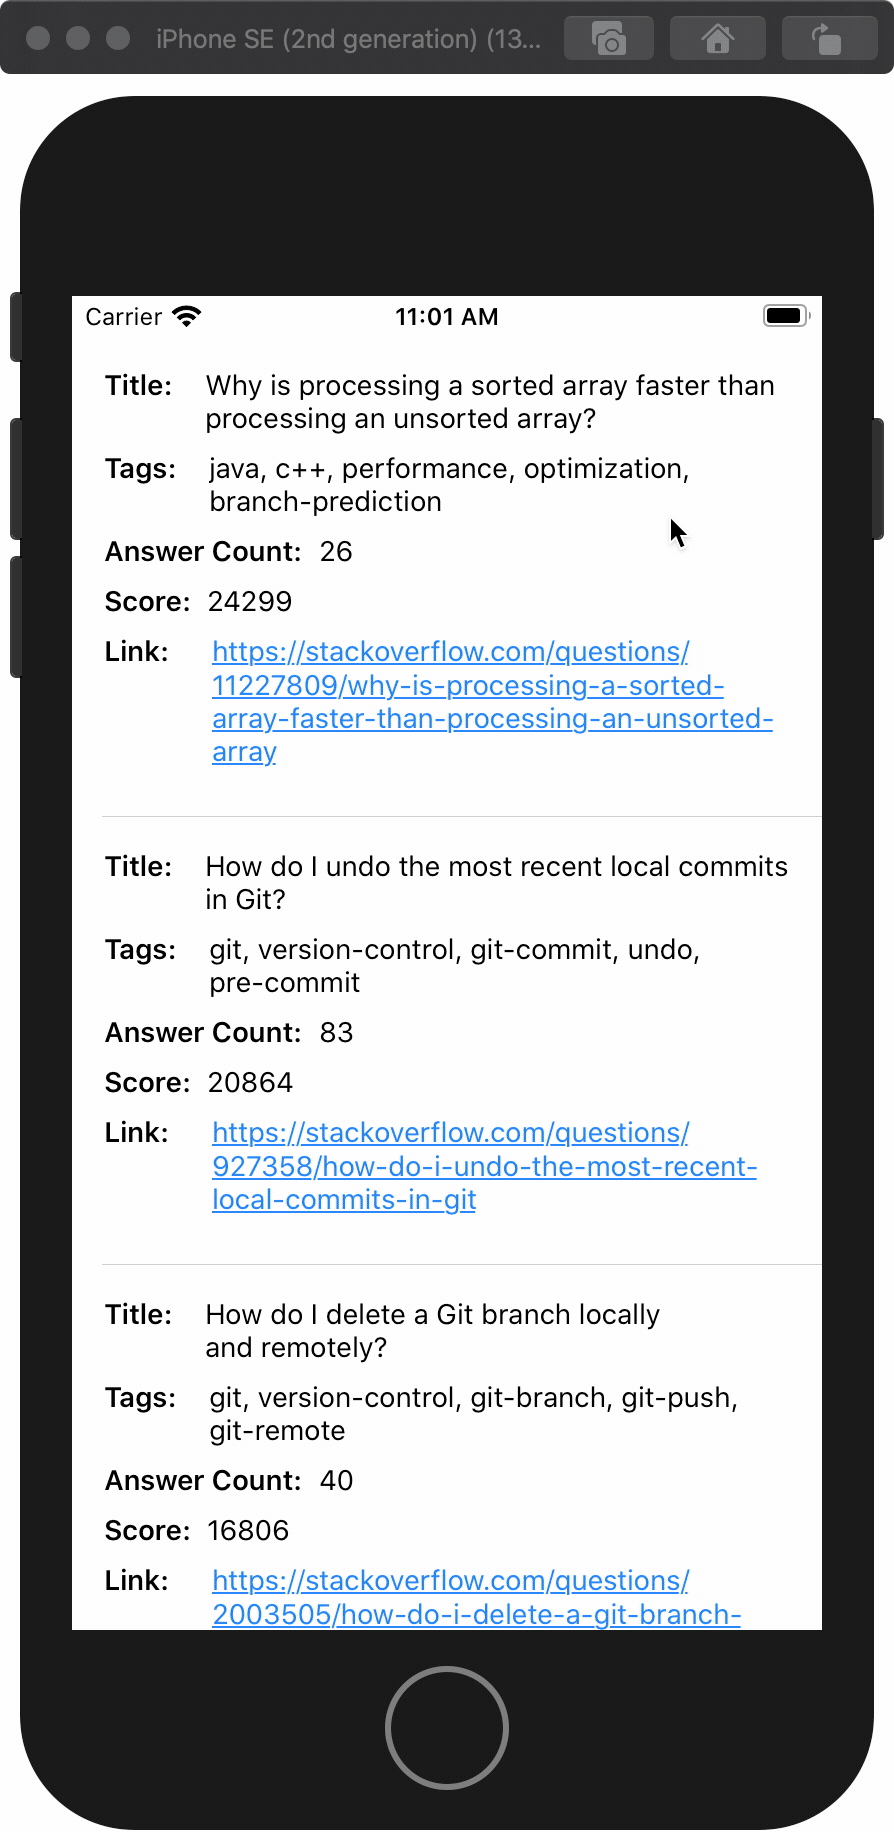 iPhone SE (2nd generation) (13...
Carrier 11:01 AM
Title: Why is processing a sorted array faster than
processing an unsorted array?
Tags: java, c++, performance, optimization,
branch-prediction
Answer Count: 26
Score: 24299
Link: https://stackoverflow.com/questions/
11227809/why-is-processing-a-sorted-
array-faster-than-processing-an-unsorted-
array
Title: How do I undo the most recent local commits
in Git?
Tags: git, version-control, git-commit, undo,
pre-commit
Answer Count: 83
Score: 20864
Link: https://stackoverflow.com/questions/
927358/how-do-i-undo-the-most-recent-
local-commits-in-git
Title: How do I delete a Git branch locally
and remotely?
Tags: git, version-control, git-branch, git-push,
git-remote
Answer Count: 40
Score: 16806
Link: https://stackoverflow.com/questions/
2003505/how-do-i-delete-a-git-branch-